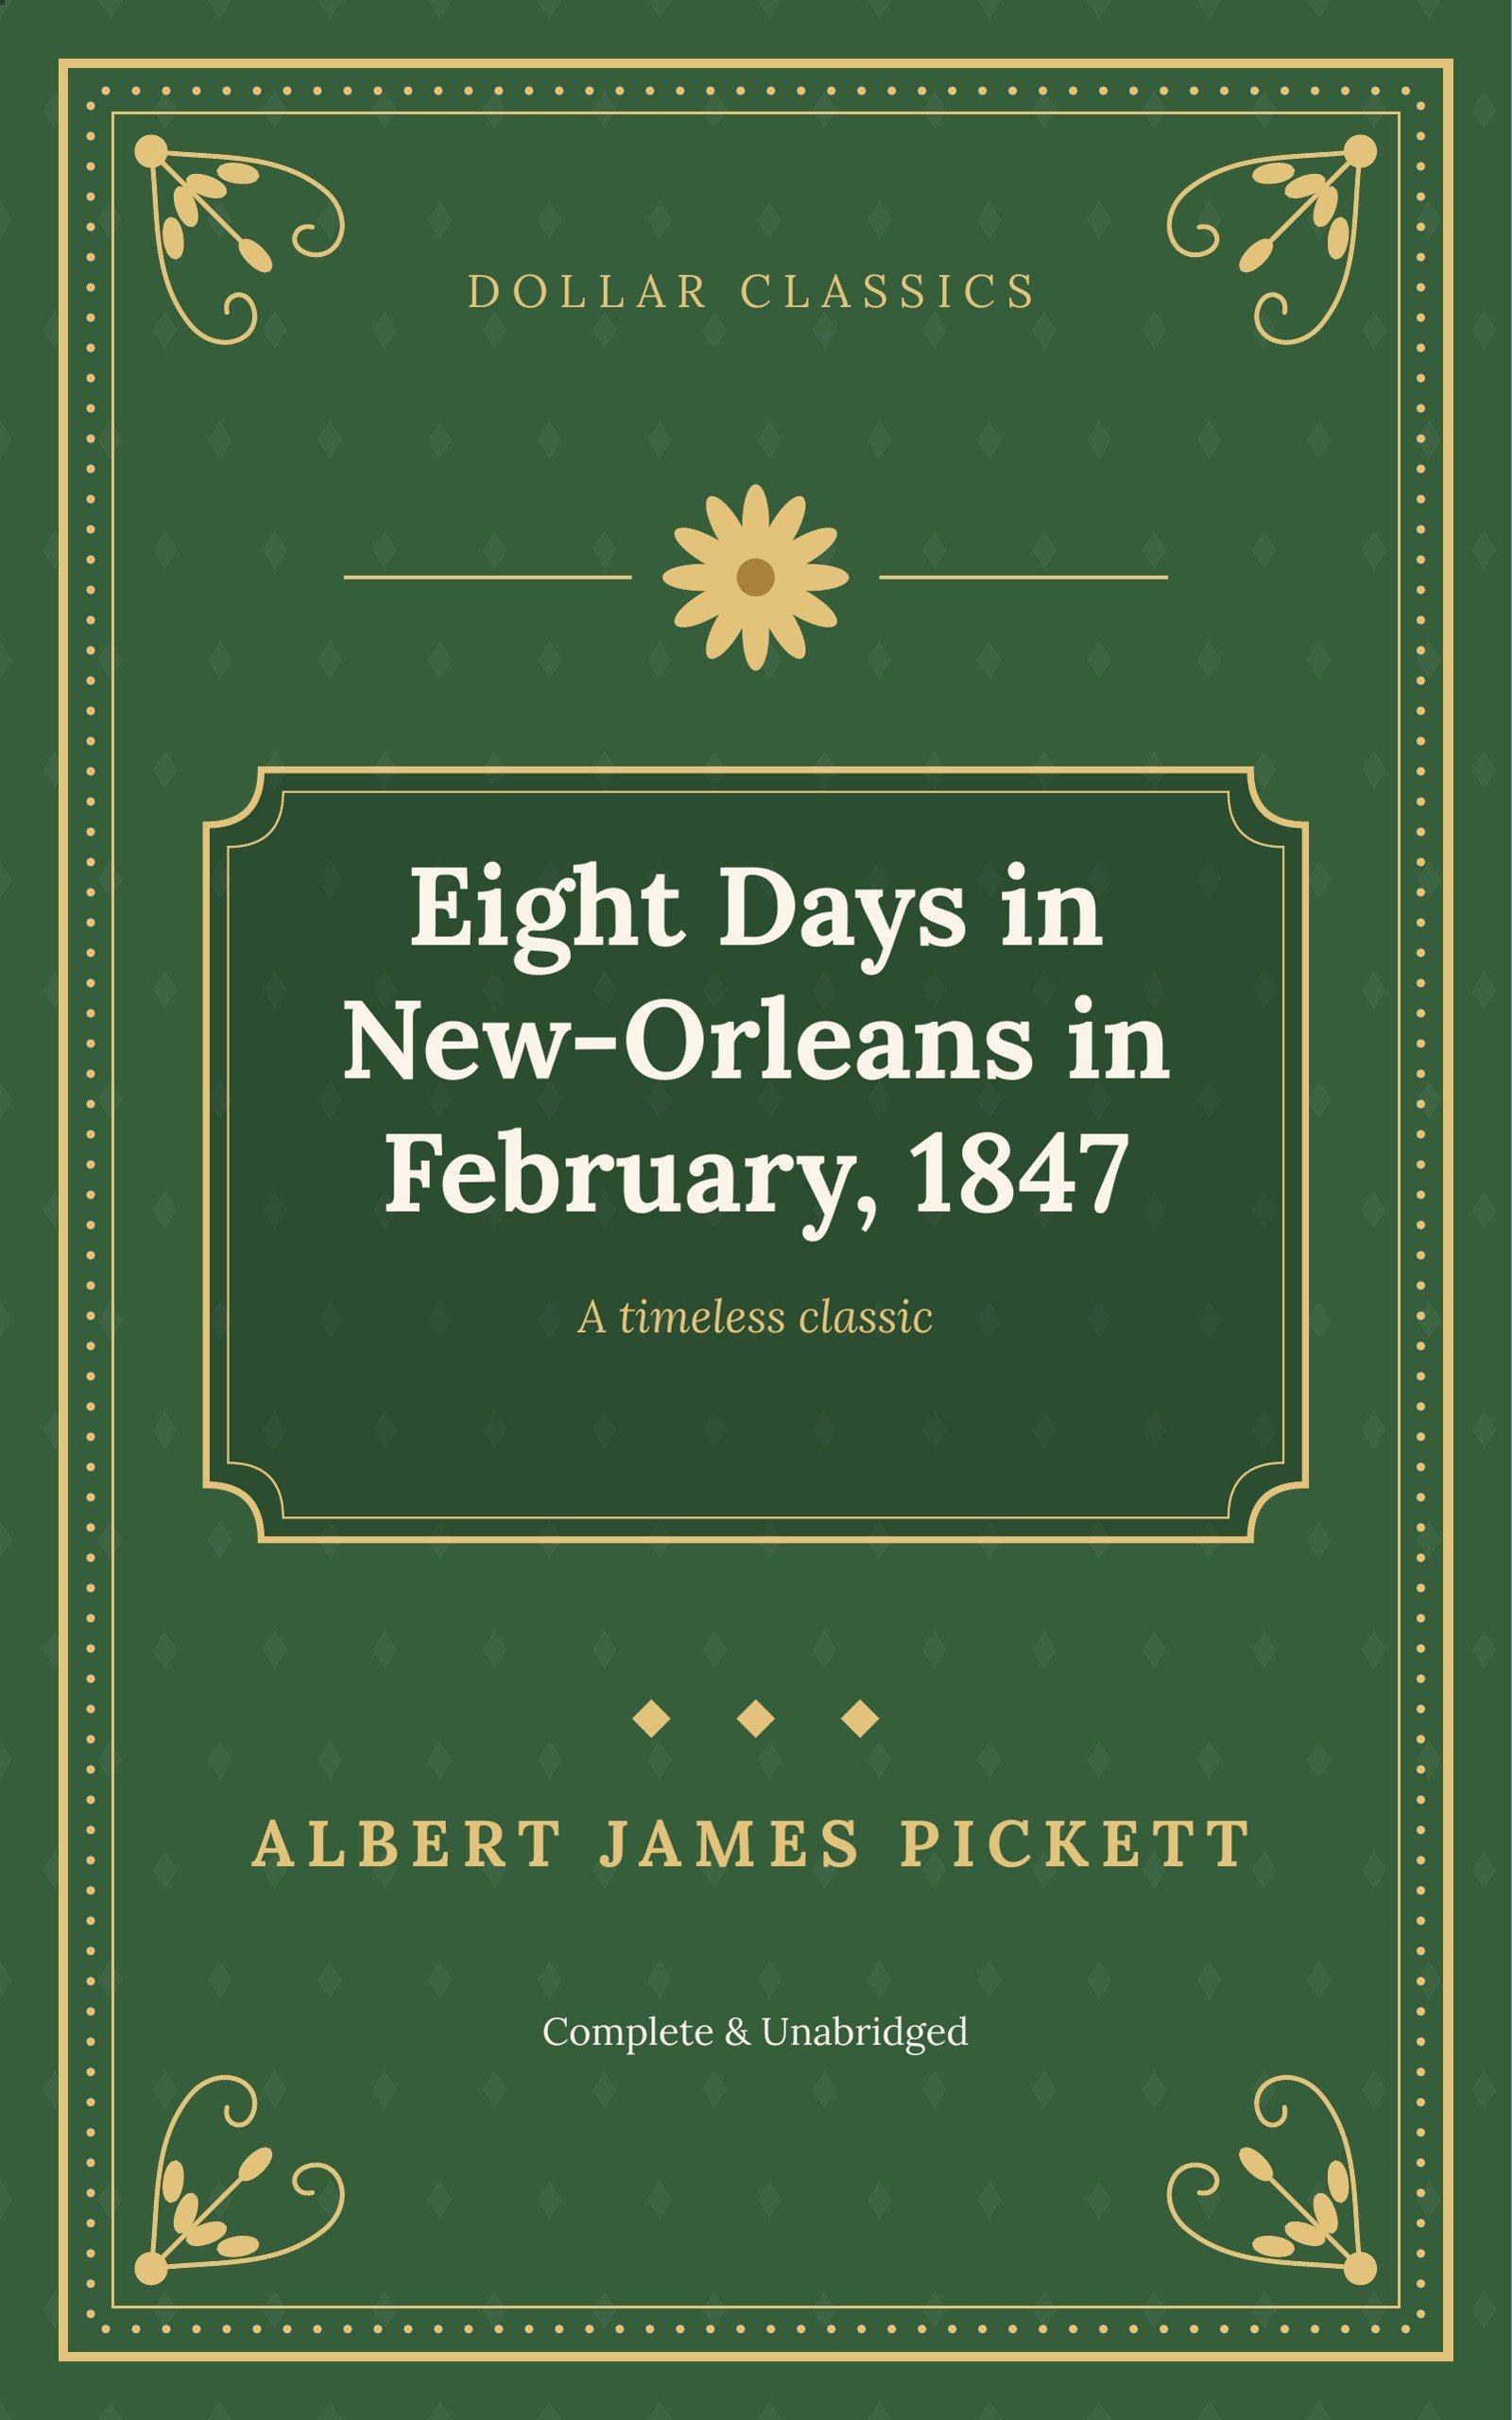 DOLLAR CLASSICS
Eight Days in
New-Orleans in
February, 1847
A timeless classic
ALBERT JAMES PICKETT
Complete & Unabridged